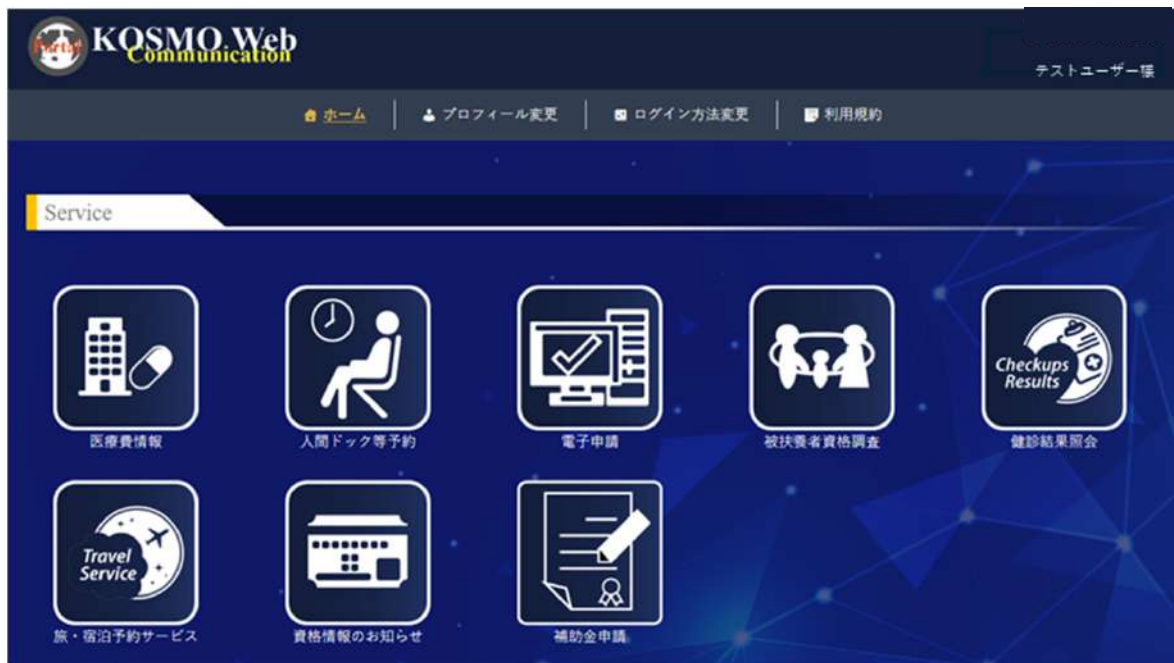 Portal
KOSMO Web
Communication
テストユーザー様
ホーム
プロフィール変更
ログイン方法変更
利用規約
Service
Checkups
Results
医療費情報
人間ドック等予約
電子申請
被扶養者資格調査
健診結果照会
Travel
Service
旅・宿泊予約サービス
資格情報のお知らせ
補助金申請